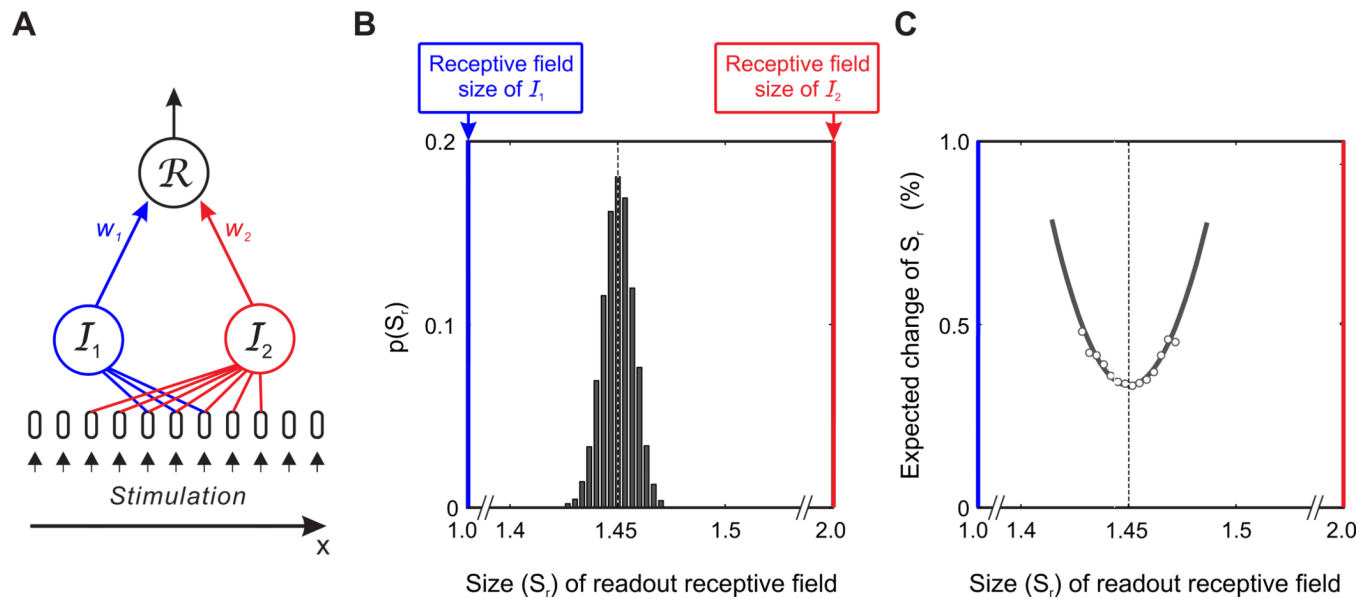 A
B
C
Receptive field
size of I₁
Receptive field
size of I₂
R
w₁
w₂
I₁
I₂
Stimulation
x
p(Sᵣ)
0.2
0.1
0
1.0
1.4
1.45
1.5
2.0
Size (Sᵣ) of readout receptive field
Expected change of Sᵣ (%)
1.0
0.5
0
1.0
1.4
1.45
1.5
2.0
Size (Sᵣ) of readout receptive field